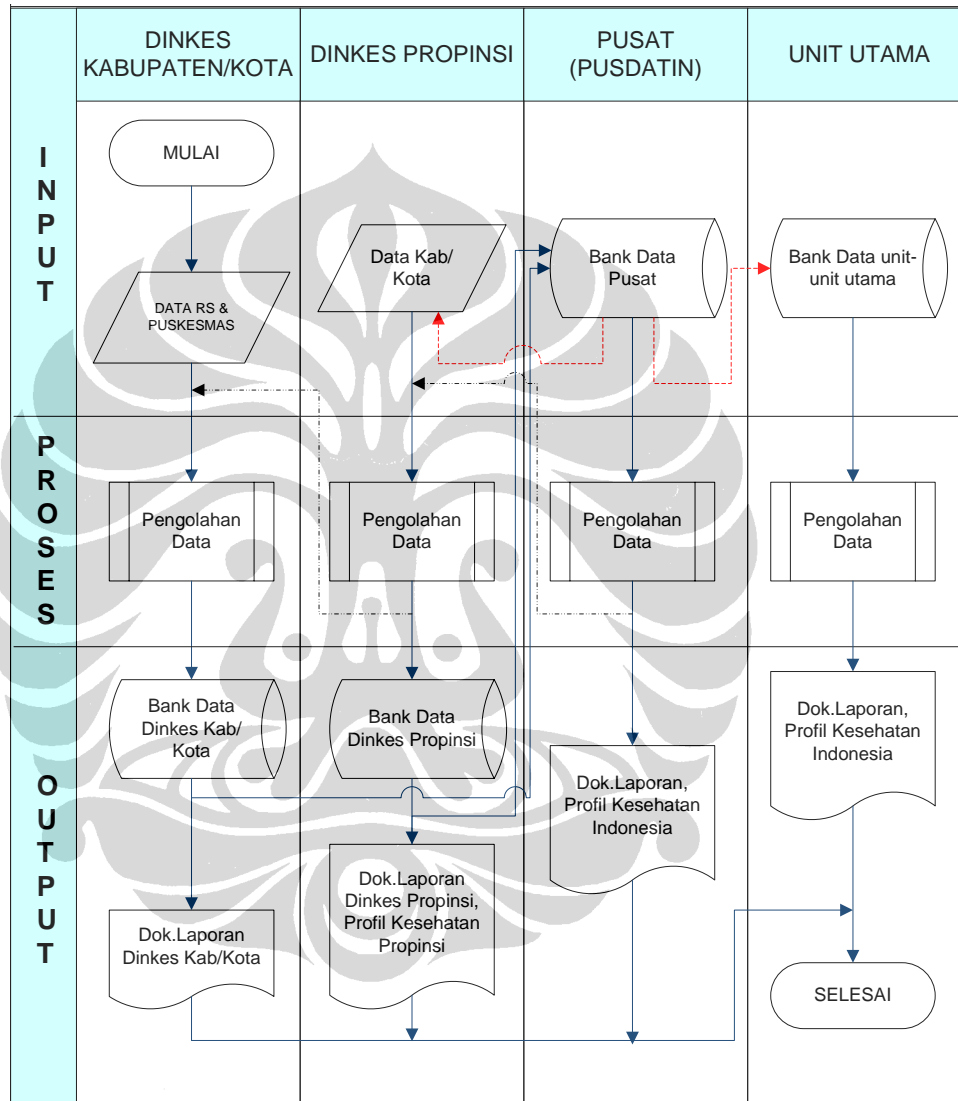 DINKES
KABUPATEN/KOTA
DINKES PROPINSI
PUSAT
(PUSDATIN)
UNIT UTAMA
INPUT
MULAI
DATA RS &
PUSKESMAS
Data Kab/
Kota
Bank Data
Pusat
Bank Data unit-
unit utama
PROSES
Pengolahan
Data
Pengolahan
Data
Pengolahan
Data
Pengolahan
Data
OUTPUT
Bank Data
Dinkes Kab/
Kota
Bank Data
Dinkes Propinsi
Dok.Laporan,
Profil Kesehatan
Indonesia
Dok.Laporan,
Profil Kesehatan
Indonesia
Dok.Laporan
Dinkes Kab/Kota
Dok.Laporan
Dinkes Propinsi,
Profil Kesehatan
Propinsi
SELESAI